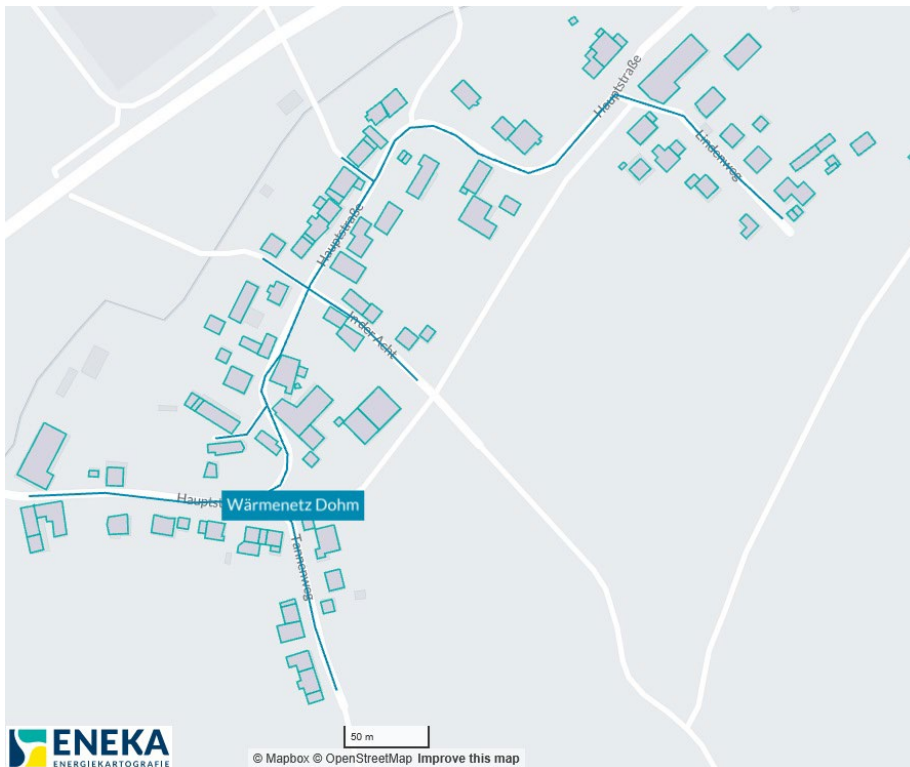 Hauptstraße
Lindenweg
Hauptstraße
In der Acht
Hauptst
Wärmenetz Dohm
Tannenweg
50 m
ENEKA
ENERGIEKARTOGRAFIE
© Mapbox © OpenStreetMap Improve this map